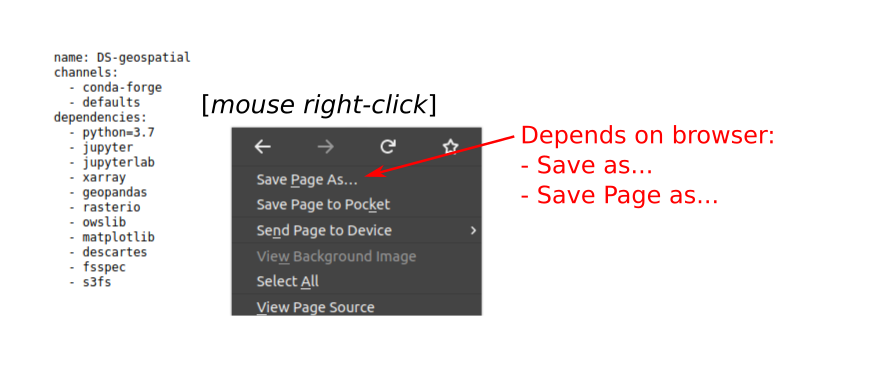 name: DS-geospatial
channels:
  - conda-forge
  - defaults
dependencies:
  - python=3.7
  - jupyter
  - jupyterlab
  - xarray
  - geopandas
  - rasterio
  - owslib
  - matplotlib
  - descartes
  - fsspec
  - s3fs
[mouse right-click]
Save Page As...
Save Page to Pocket
Send Page to Device
View Background Image
Select All
View Page Source
Depends on browser:
- Save as...
- Save Page as...